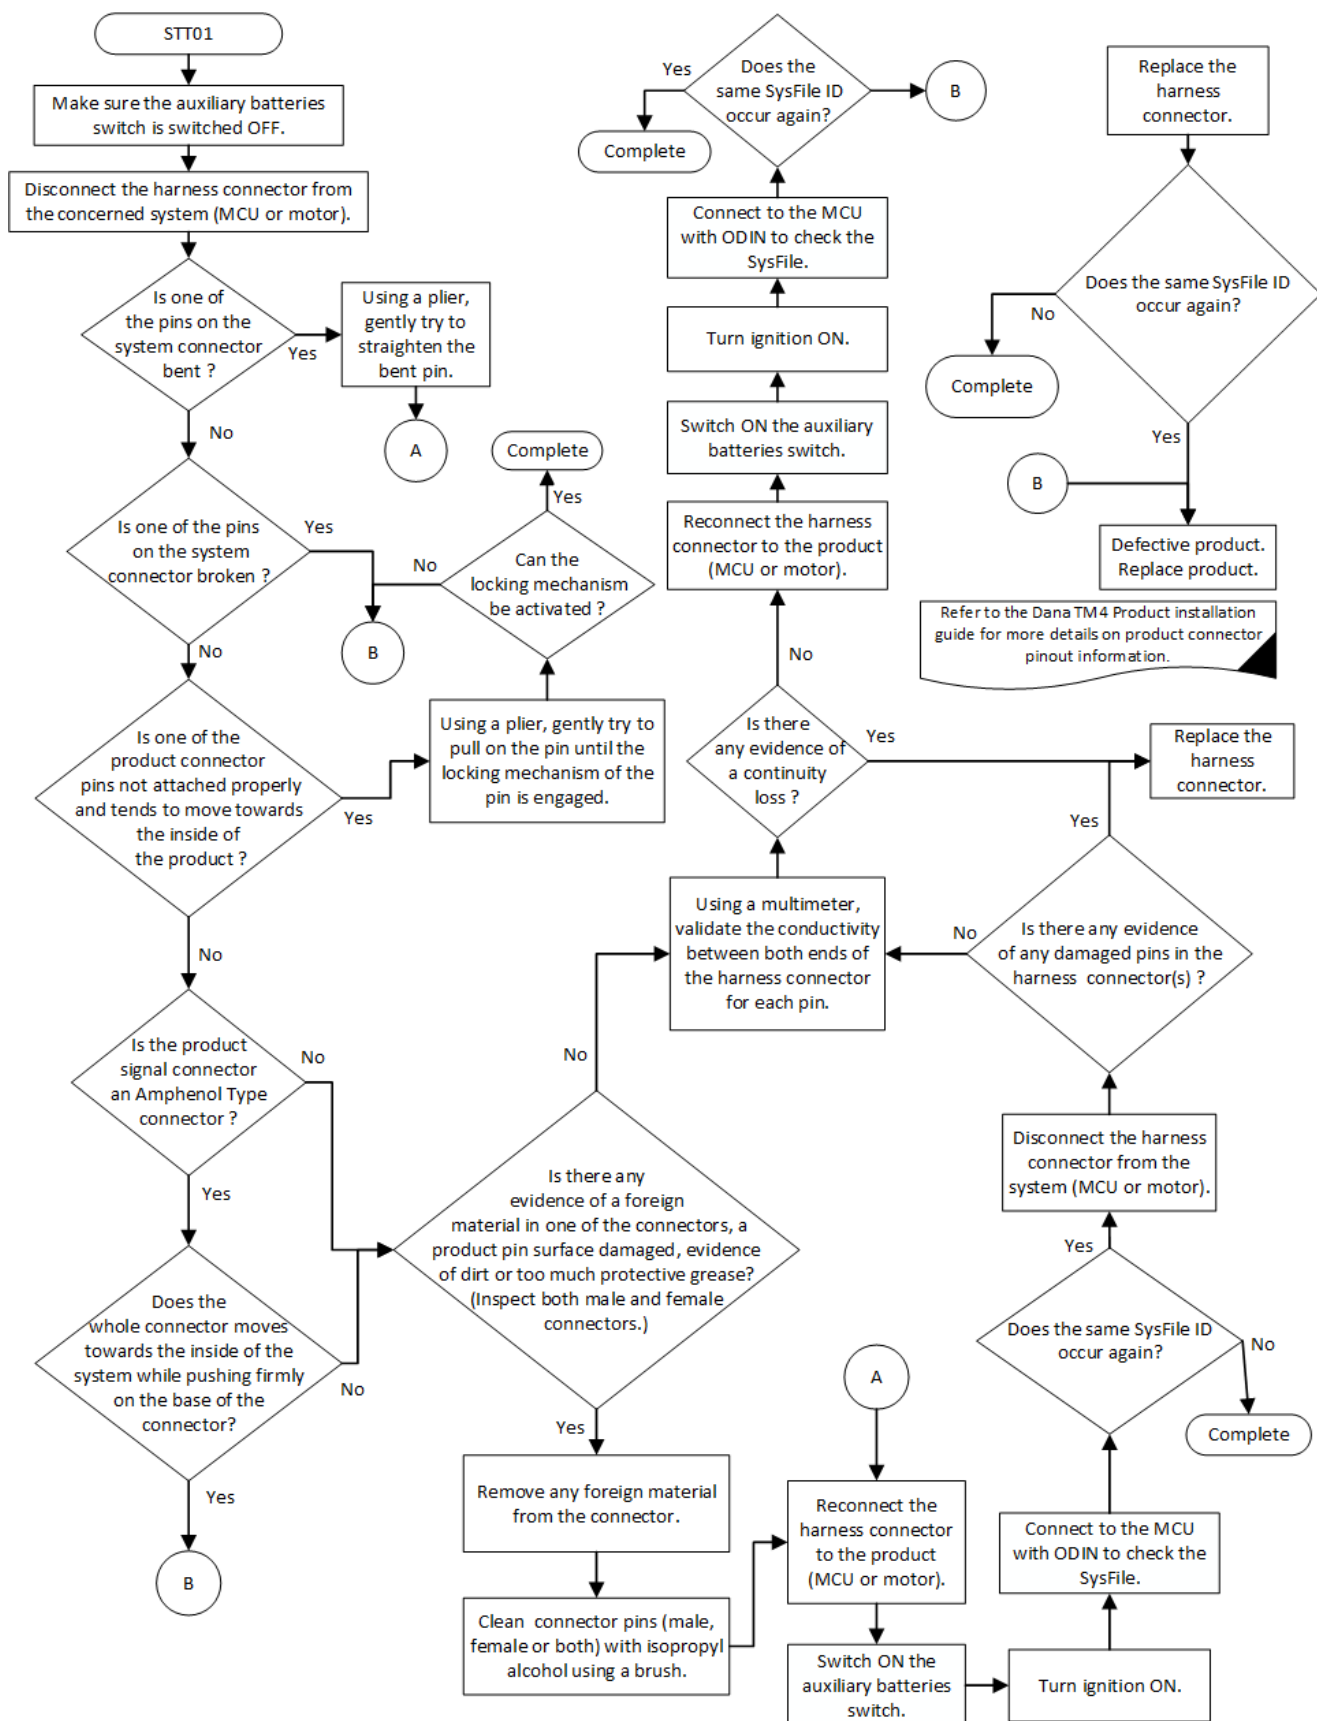 STT01
Make sure the auxiliary batteries
switch is switched OFF.
Disconnect the harness connector from
the concerned system (MCU or motor).
Is one of
the pins on the
system connector
bent ?
Yes
Using a plier,
gently try to
straighten the
bent pin.
A
No
Is one of the pins
on the system
connector broken ?
Yes
B
No
Complete
Yes
Can the
locking mechanism
be activated ?
No
Is one of the
product connector
pins not attached properly
and tends to move towards
the inside of
the product ?
Yes
Using a plier, gently try to
pull on the pin until the
locking mechanism of the
pin is engaged.
No
Is the product
signal connector
an Amphenol Type
connector ?
No
Yes
Does the
whole connector moves
towards the inside of the
system while pushing firmly
on the base of the
connector?
No
Yes
B
Is there any
evidence of a foreign
material in one of the connectors, a
product pin surface damaged, evidence
of dirt or too much protective grease?
(Inspect both male and female
connectors.)
No
Yes
Remove any foreign material
from the connector.
Clean connector pins (male,
female or both) with isopropyl
alcohol using a brush.
A
Reconnect the
harness connector
to the product
(MCU or motor).
Switch ON the
auxiliary batteries
switch.
Turn ignition ON.
Connect to the MCU
with ODIN to check the
SysFile.
Does the same SysFile ID
occur again?
No
Complete
Yes
Disconnect the harness
connector from the
system (MCU or motor).
Is there any evidence
of any damaged pins in the
harness connector(s) ?
No
Yes
Using a multimeter,
validate the conductivity
between both ends of
the harness connector
for each pin.
Is there
any evidence of
a continuity
loss ?
Yes
Replace the
harness
connector.
No
Reconnect the harness
connector to the product
(MCU or motor).
Switch ON the auxiliary
batteries switch.
Turn ignition ON.
Connect to the MCU
with ODIN to check the
SysFile.
Does the
same SysFile ID
occur again?
Yes
Complete
B
Replace the
harness
connector.
Does the same SysFile ID
occur again?
No
Complete
Yes
B
Defective product.
Replace product.
Refer to the Dana TM4 Product installation
guide for more details on product connector
pinout information.